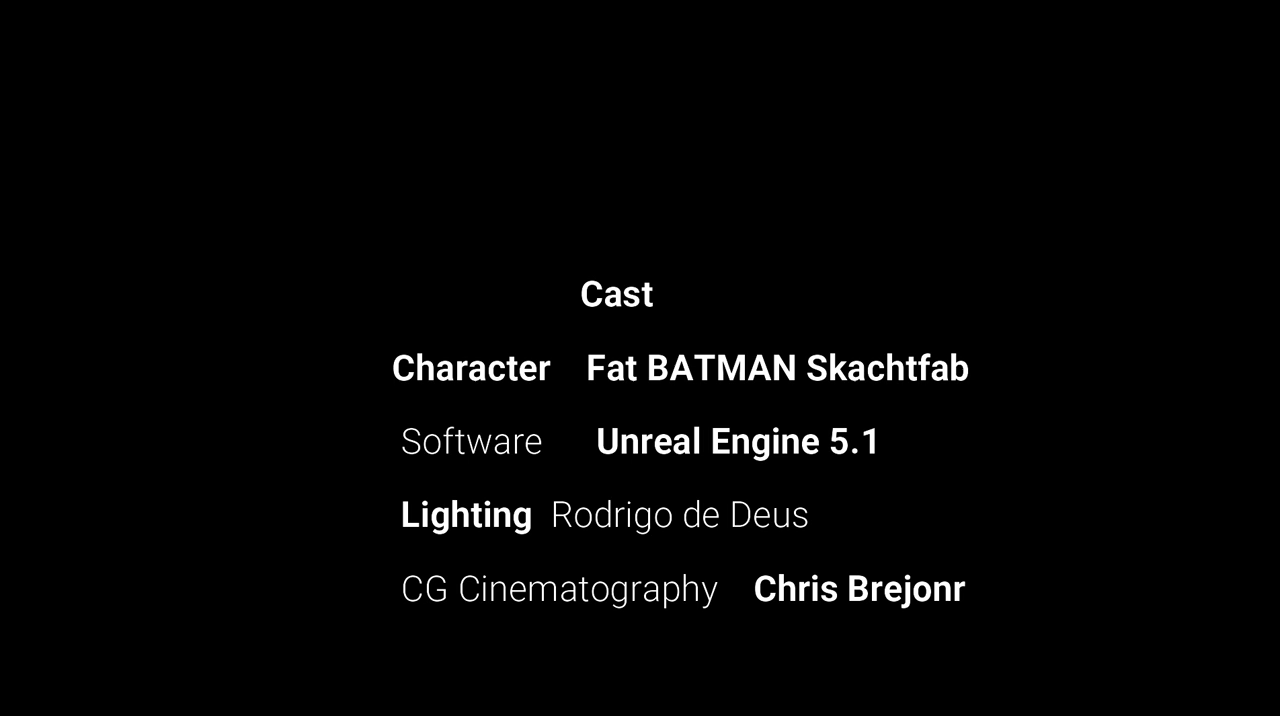 Cast
Character Fat BATMAN Skachtfab
Software Unreal Engine 5.1
Lighting Rodrigo de Deus
CG Cinematography Chris Brejonr